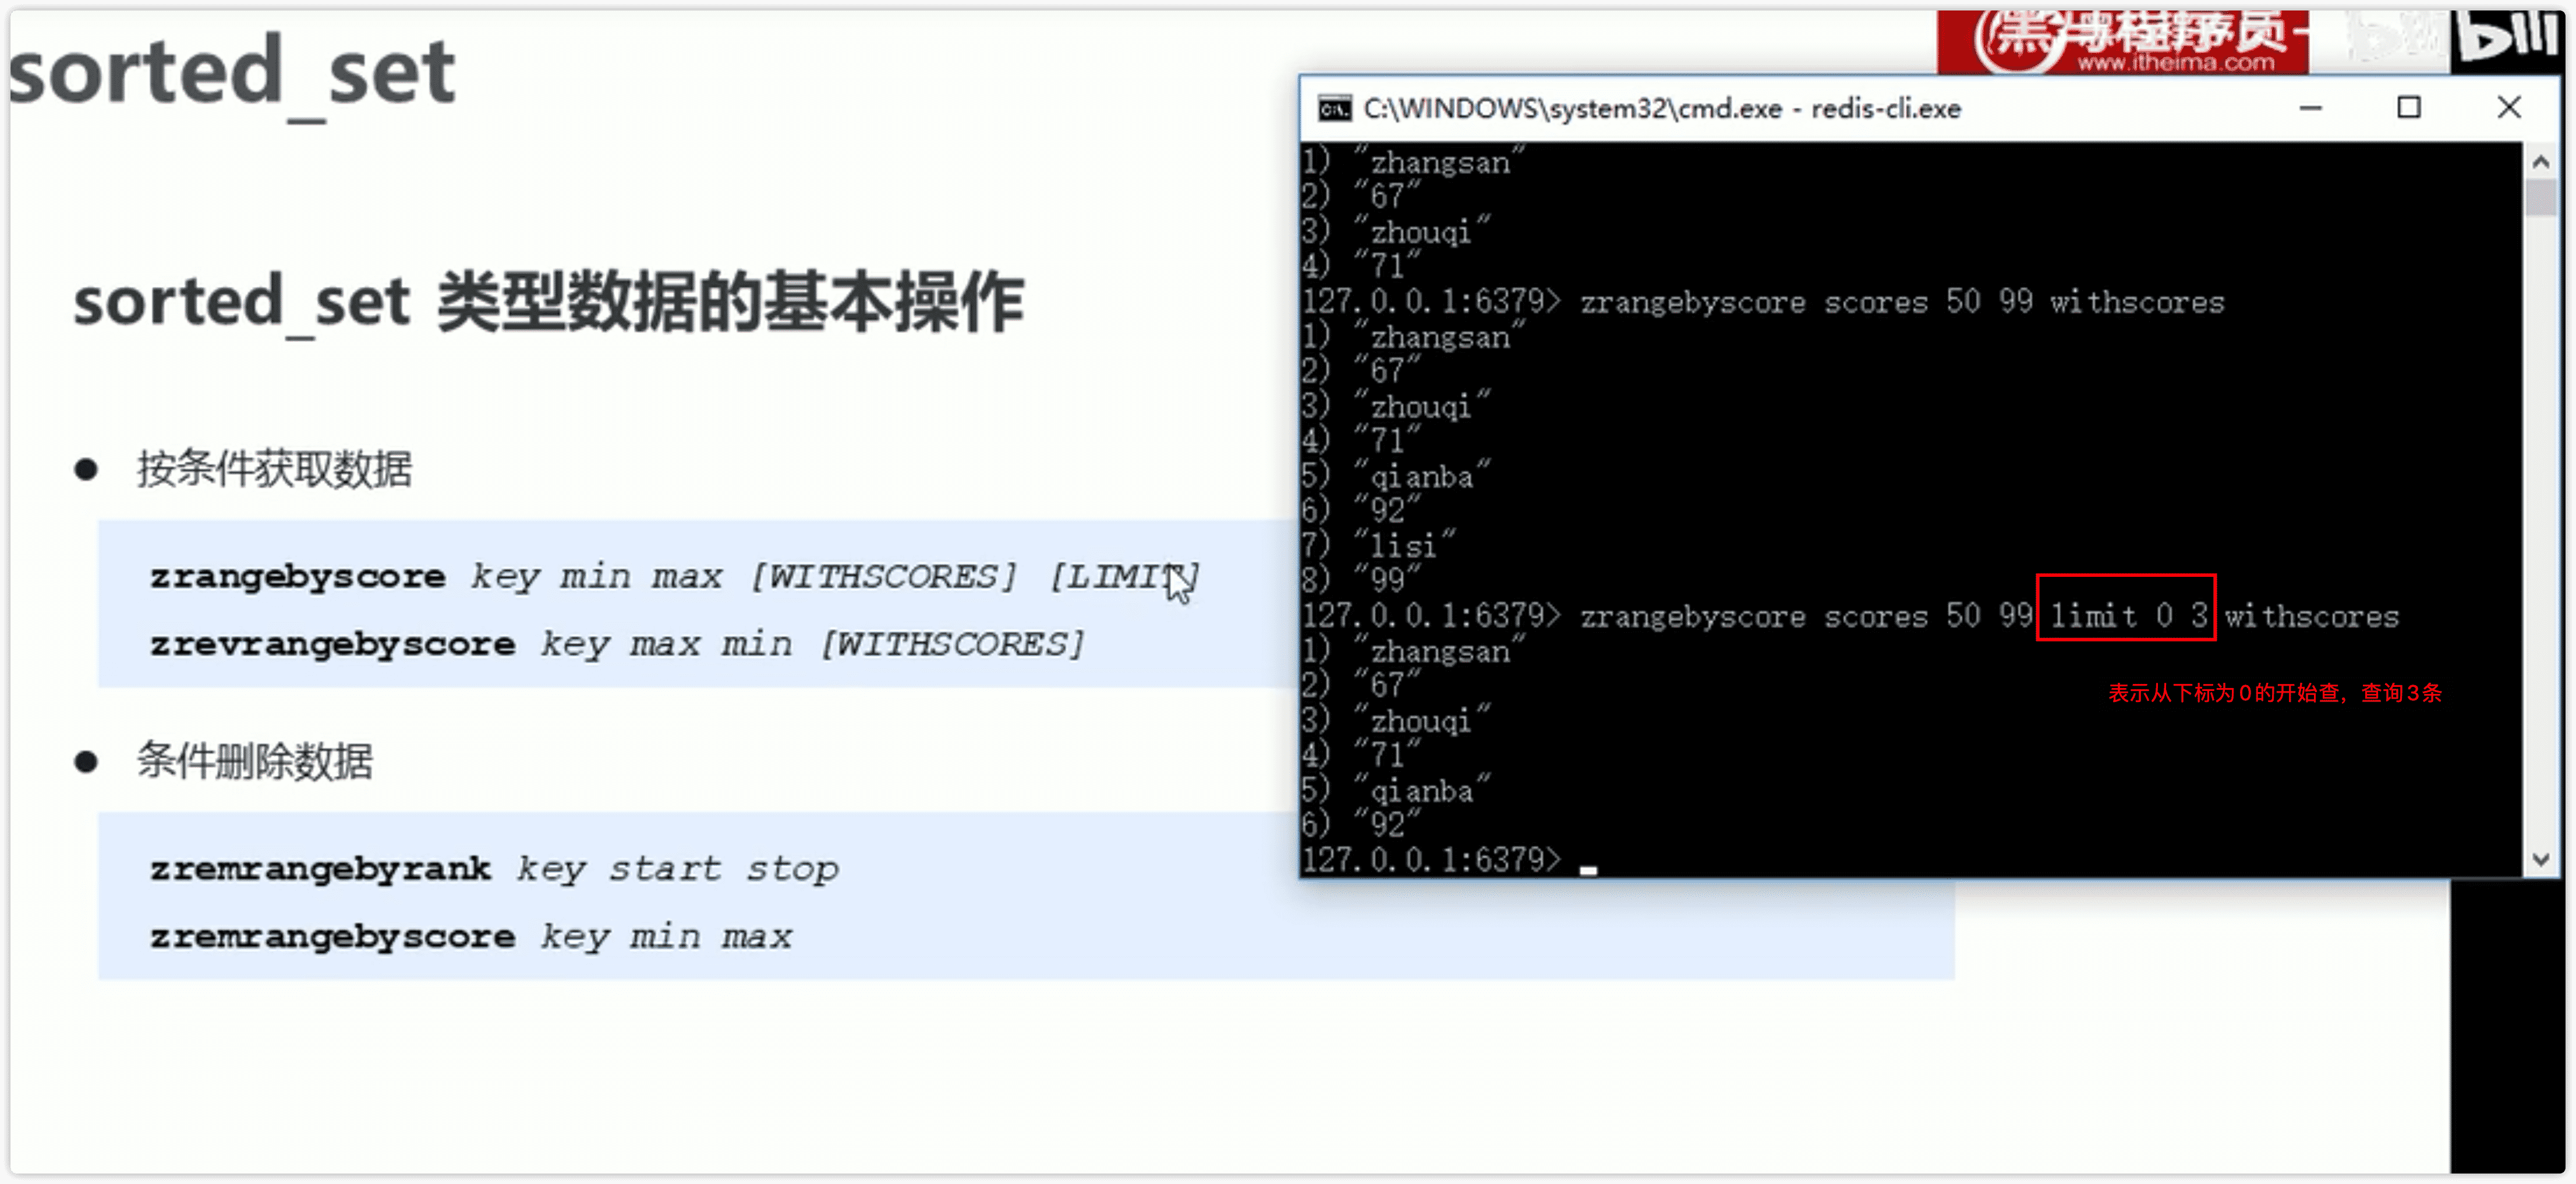 sorted_set
黑马程序员
www.itheima.com
bilibili
sorted_set 类型数据的基本操作
● 按条件获取数据
zrangebyscore key min max [WITHSCORES] [LIMIT]
zrevrangebyscore key max min [WITHSCORES]
● 条件删除数据
zremrangebyrank key start stop
zremrangebyscore key min max
C:\WINDOWS\system32\cmd.exe - redis-cli.exe
1) "zhangsan"
2) "67"
3) "zhouqi"
4) "71"
127.0.0.1:6379> zrangebyscore scores 50 99 withscores
1) "zhangsan"
2) "67"
3) "zhouqi"
4) "71"
5) "qianba"
6) "92"
7) "lisi"
8) "99"
127.0.0.1:6379> zrangebyscore scores 50 99 limit 0 3 withscores
表示从下标为0的开始查，查询3条
1) "zhangsan"
2) "67"
3) "zhouqi"
4) "71"
5) "qianba"
6) "92"
127.0.0.1:6379>